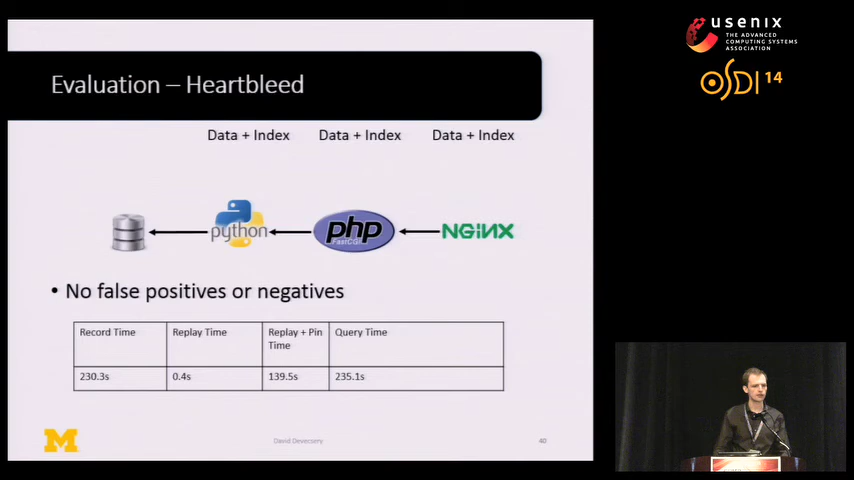 usenix
THE ADVANCED
COMPUTING SYSTEMS
ASSOCIATION
OSDI 14
Evaluation – Heartbleed
Data + Index Data + Index Data + Index
python
php
FastCGI
NGINX
• No false positives or negatives
Record Time Replay Time Replay + Pin Time Query Time
230.3s 0.4s 139.5s 235.1s
M
David Devecsery 40